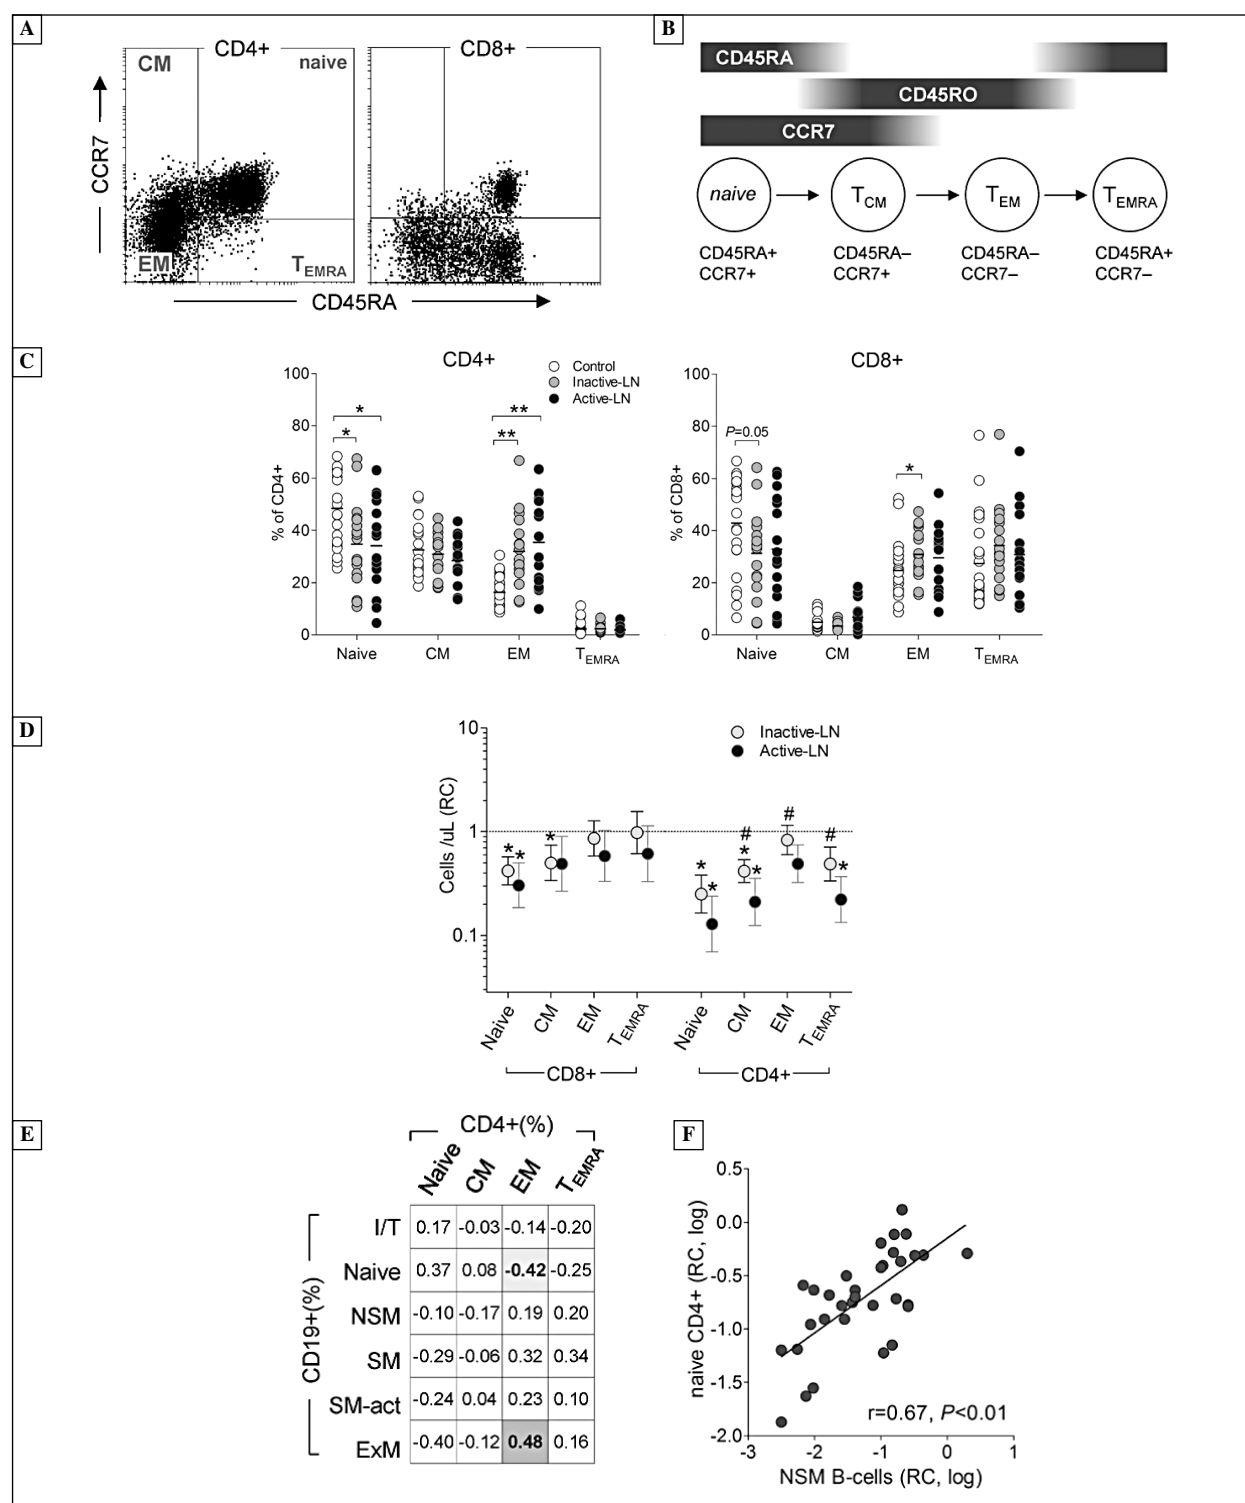 A
CD4+
CD8+
CM
naive
CCR7
EM
TEMRA
CD45RA
B
CD45RA
CD45RO
CCR7
naive
TCM
TEM
TEMRA
CD45RA+
CCR7+
CD45RA–
CCR7+
CD45RA–
CCR7–
CD45RA+
CCR7–
C
CD4+
Control
Inactive-LN
Active-LN
% of CD4+
100
80
60
40
20
0
*
*
**
**
Naive CM EM TEMRA
CD8+
% of CD8+
100
80
60
40
20
0
P=0.05
*
Naive CM EM TEMRA
D
Inactive-LN
Active-LN
Cells /uL (RC)
10
1
0.1
* * *
* * # * * # # *
Naive CM EM TEMRA Naive CM EM TEMRA
CD8+ CD4+
E
CD4+(%)
Naive CM EM TEMRA
CD19+(%)
I/T 0.17 -0.03 -0.14 -0.20
Naive 0.37 0.08 -0.42 -0.25
NSM -0.10 -0.17 0.19 0.20
SM -0.29 -0.06 0.32 0.34
SM-act -0.24 0.04 0.23 0.10
ExM -0.40 -0.12 0.48 0.16
F
naive CD4+ (RC, log)
0.5
0.0
-0.5
-1.0
-1.5
-2.0
r=0.67, P<0.01
-3 -2 -1 0 1
NSM B-cells (RC, log)